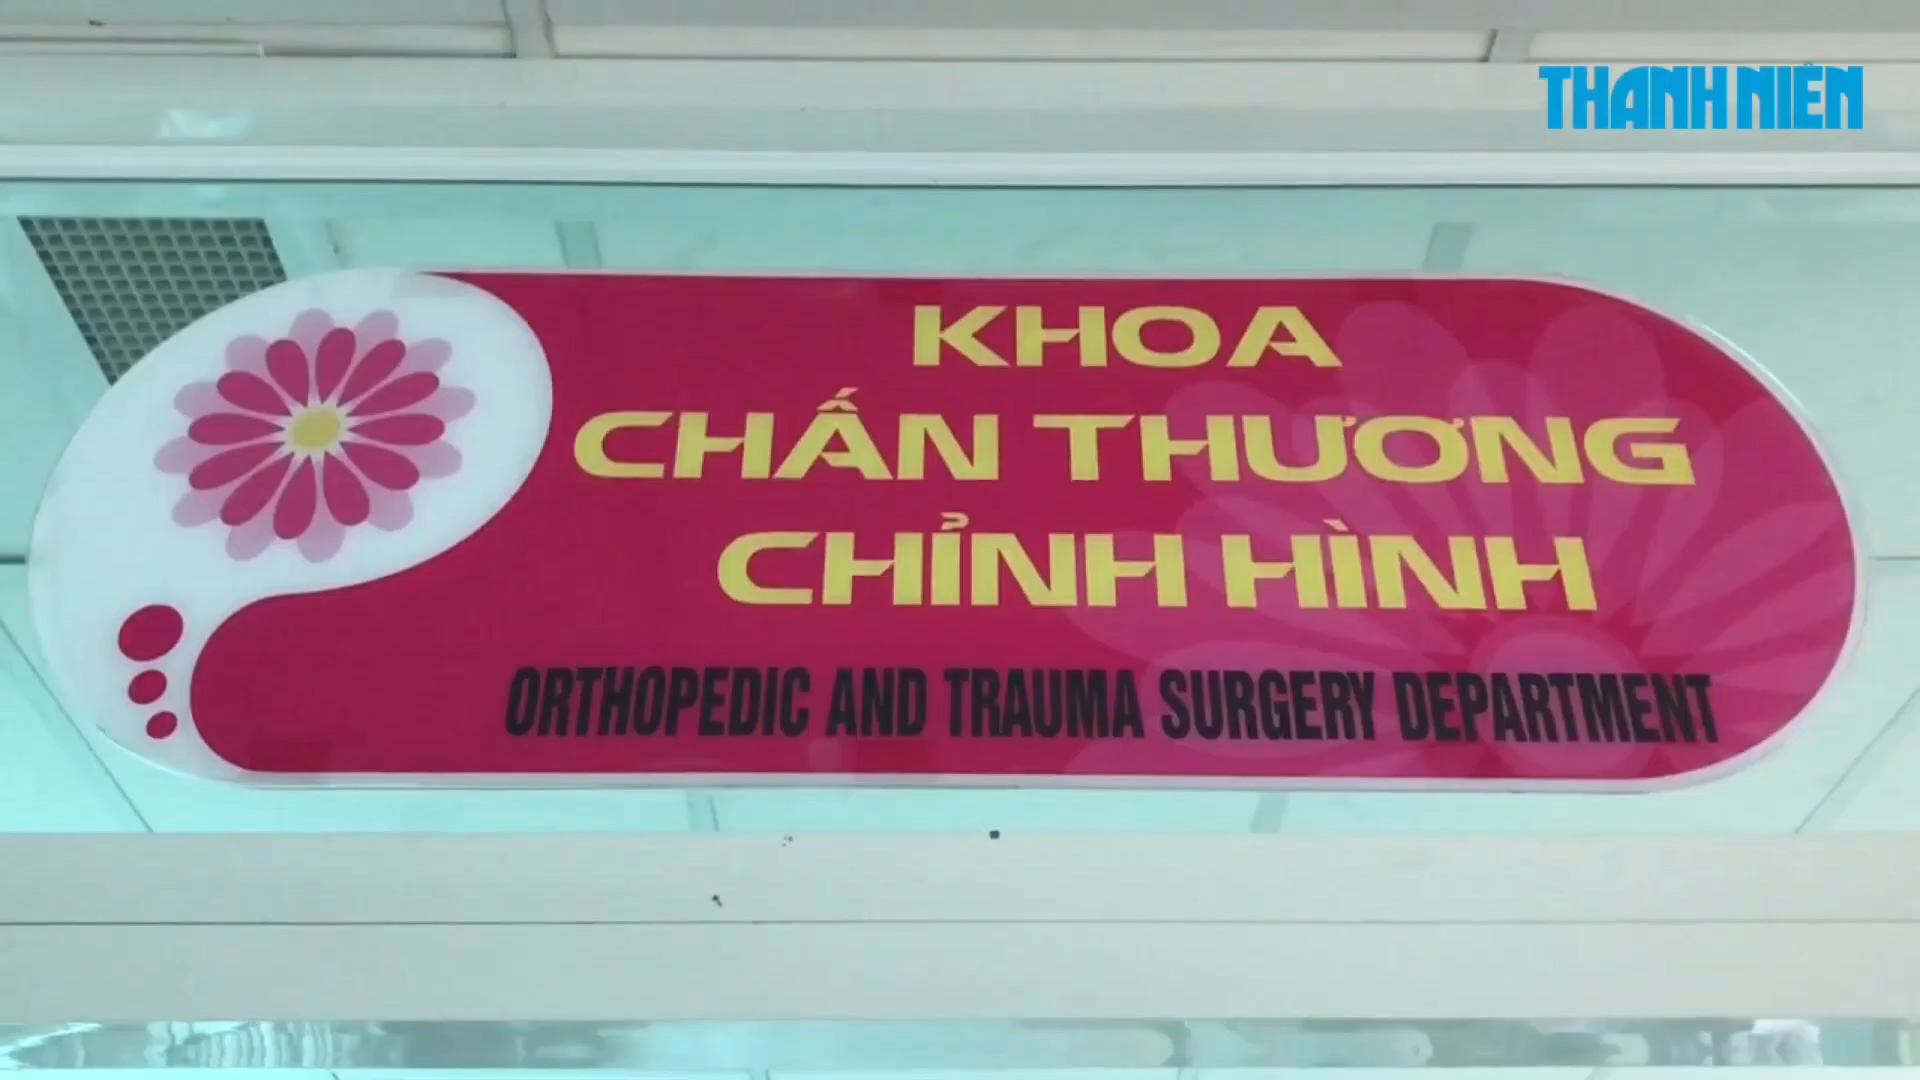 THANH NIÊN
KHOA
CHẤN THƯƠNG
CHỈNH HÌNH
ORTHOPEDIC AND TRAUMA SURGERY DEPARTMENT